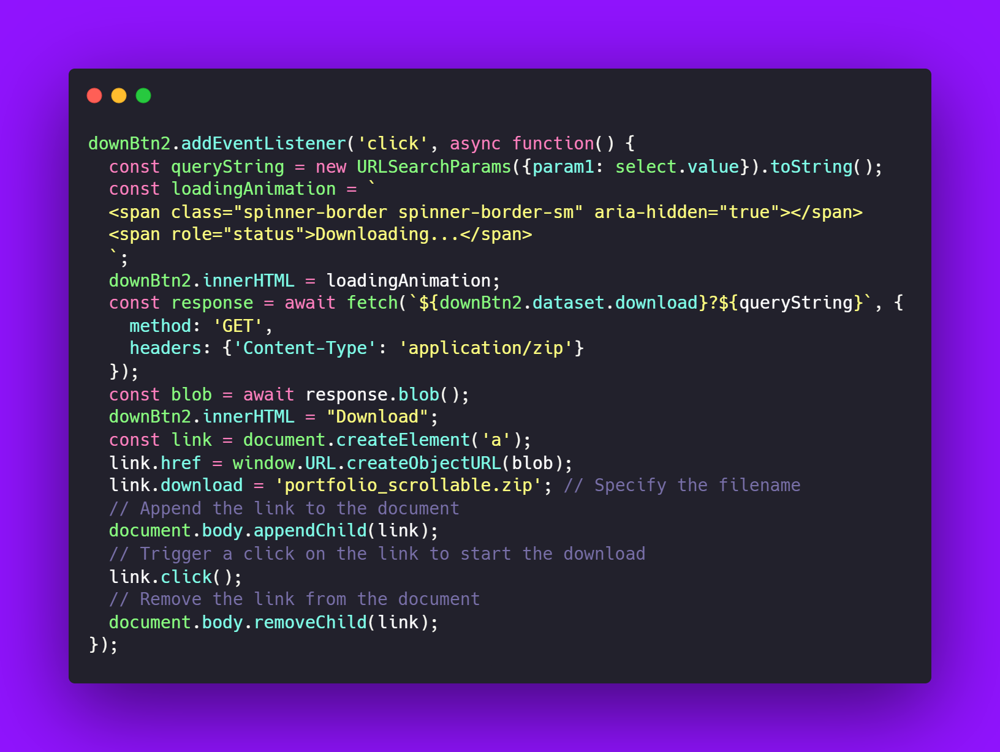 downBtn2.addEventListener('click', async function() {
  const queryString = new URLSearchParams({param1: select.value}).toString();
  const loadingAnimation = `
  <span class="spinner-border spinner-border-sm" aria-hidden="true"></span>
  <span role="status">Downloading...</span>
  `;
  downBtn2.innerHTML = loadingAnimation;
  const response = await fetch(`${downBtn2.dataset.download}?${queryString}`, {
    method: 'GET',
    headers: {'Content-Type': 'application/zip'}
  });
  const blob = await response.blob();
  downBtn2.innerHTML = "Download";
  const link = document.createElement('a');
  link.href = window.URL.createObjectURL(blob);
  link.download = 'portfolio_scrollable.zip'; // Specify the filename
  // Append the link to the document
  document.body.appendChild(link);
  // Trigger a click on the link to start the download
  link.click();
  // Remove the link from the document
  document.body.removeChild(link);
});